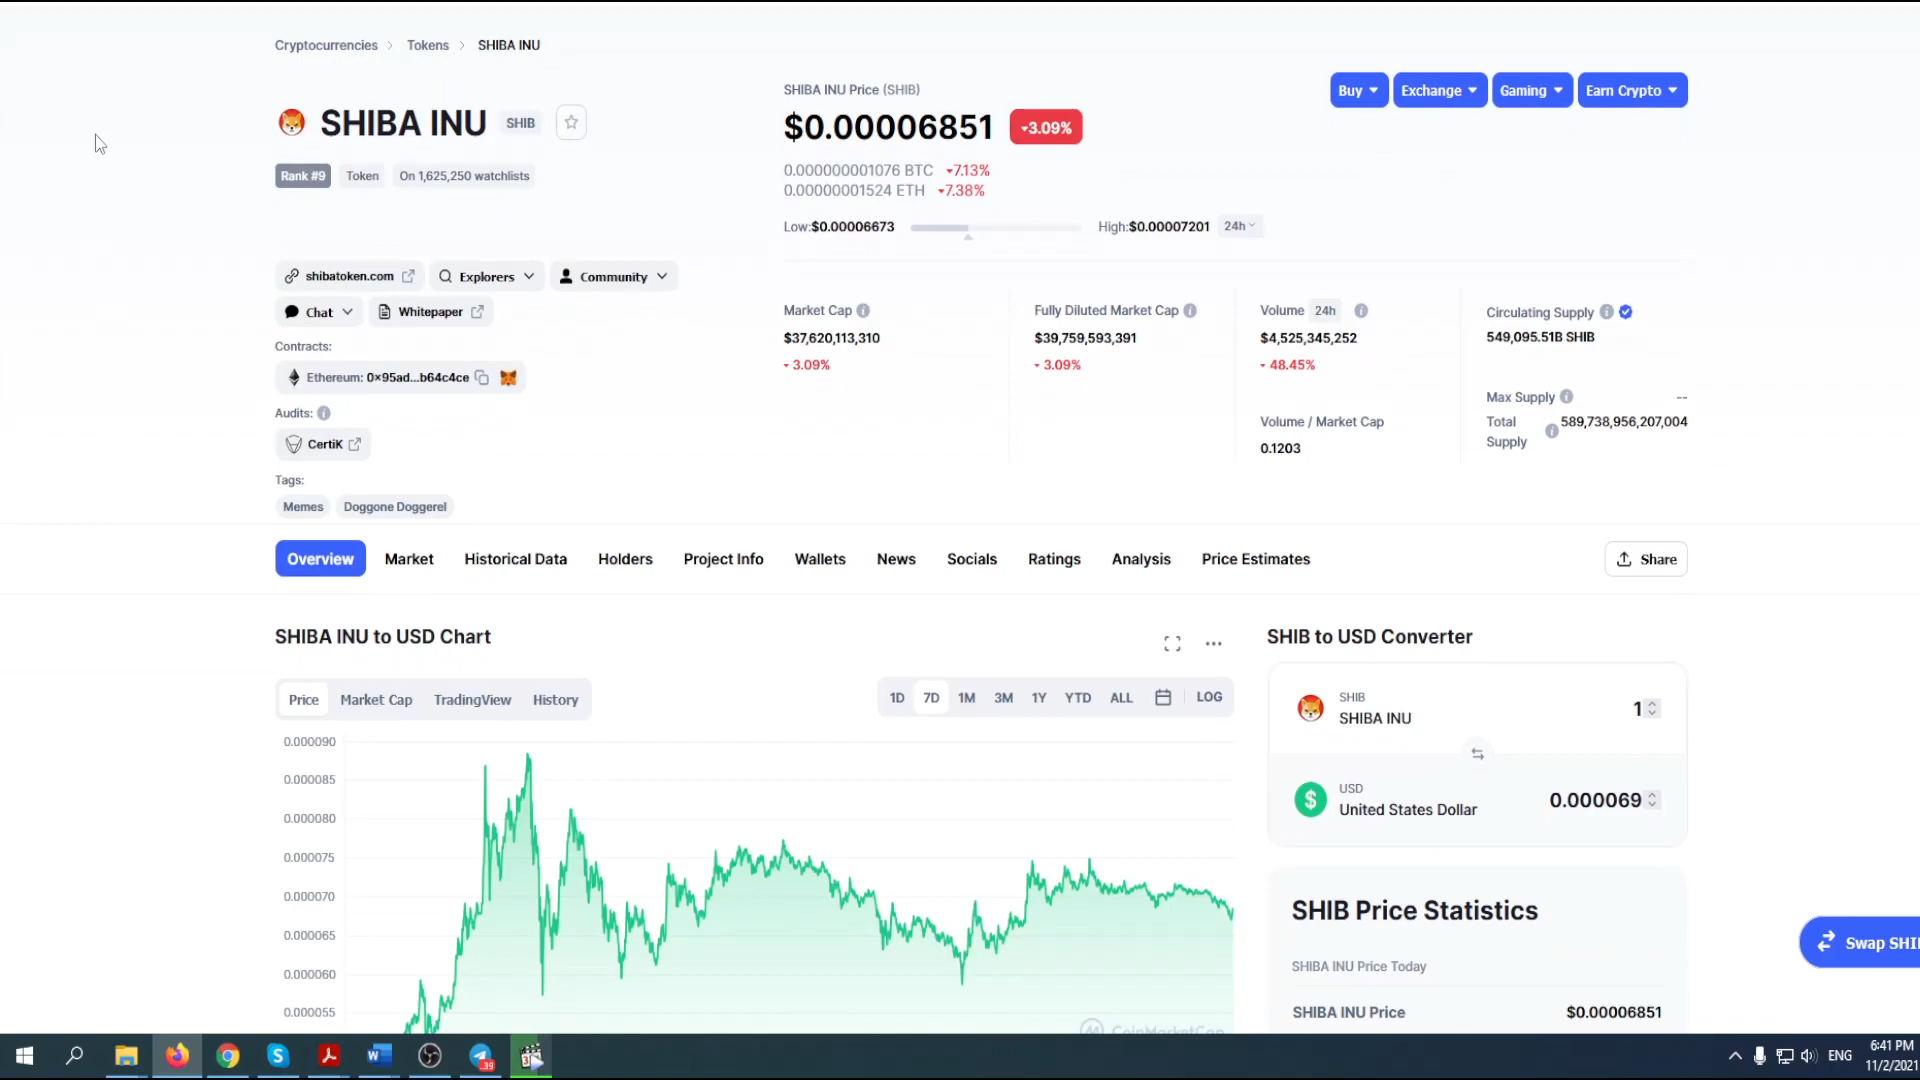 Cryptocurrencies > Tokens > SHIBA INU
SHIBA INU SHIB
Rank #9 Token On 1,625,250 watchlists
SHIBA INU Price (SHIB)
$0.00006851 3.09%
0.000000001076 BTC 7.13%
0.00000001524 ETH 7.38%
Low:$0.00006673 High:$0.00007201 24h
Buy Exchange Gaming Earn Crypto
shibatoken.com Explorers Community
Chat Whitepaper
Contracts:
Ethereum: 0x95ad...b64c4ce
Audits:
CertiK
Tags:
Memes Doggone Doggerel
Market Cap
$37,620,113,310
3.09%
Fully Diluted Market Cap
$39,759,593,391
3.09%
Volume 24h
$4,525,345,252
48.45%
Volume / Market Cap
0.1203
Circulating Supply
549,095.51B SHIB
Max Supply --
Total Supply 589,738,956,207,004
Overview Market Historical Data Holders Project Info Wallets News Socials Ratings Analysis Price Estimates Share
SHIBA INU to USD Chart
Price Market Cap TradingView History
1D 7D 1M 3M 1Y YTD ALL LOG
0.000090
0.000085
0.000080
0.000075
0.000070
0.000065
0.000060
0.000055
CoinMarketCap
SHIB to USD Converter
SHIB
SHIBA INU 1
USD
United States Dollar 0.000069
SHIB Price Statistics
SHIBA INU Price Today
SHIBA INU Price $0.00006851
Swap SHI
39
ENG
6:41 PM
11/2/2021